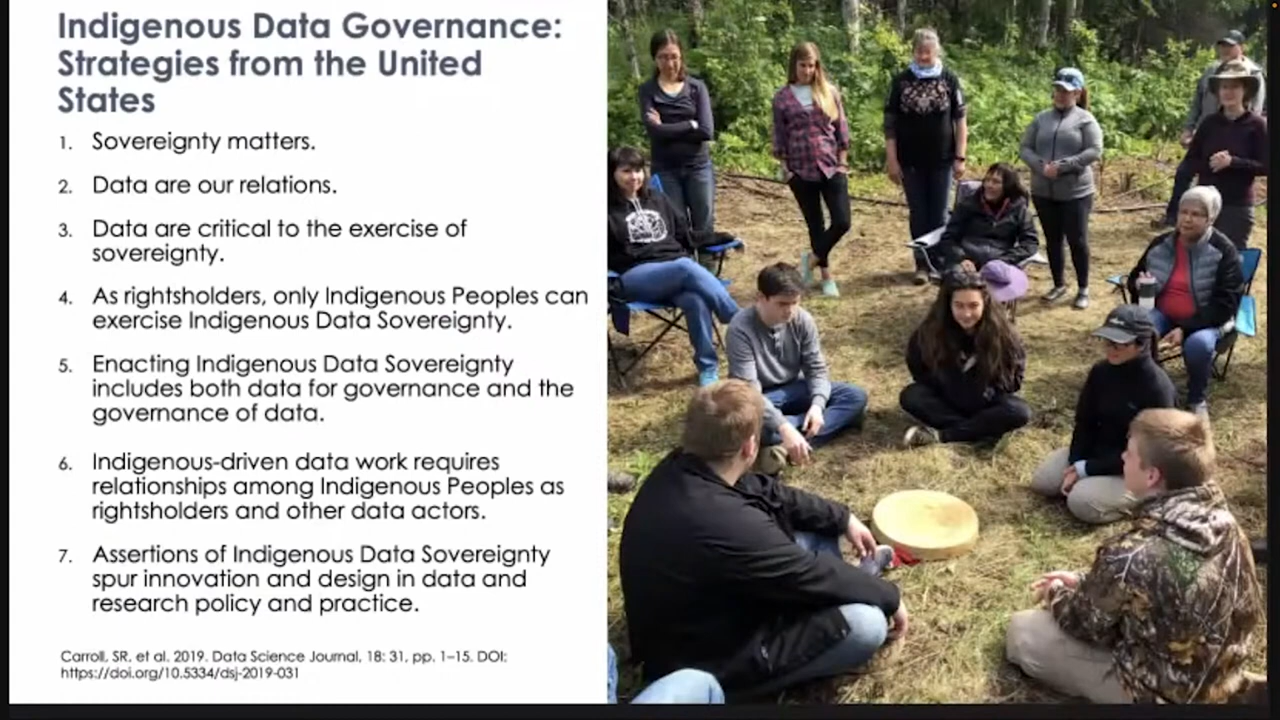 Indigenous Data Governance:
Strategies from the United
States
1. Sovereignty matters.
2. Data are our relations.
3. Data are critical to the exercise of
sovereignty.
4. As rightsholders, only Indigenous Peoples can
exercise Indigenous Data Sovereignty.
5. Enacting Indigenous Data Sovereignty
includes both data for governance and the
governance of data.
6. Indigenous-driven data work requires
relationships among Indigenous Peoples as
rightsholders and other data actors.
7. Assertions of Indigenous Data Sovereignty
spur innovation and design in data and
research policy and practice.
Carroll, SR, et al. 2019. Data Science Journal, 18: 31, pp. 1–15. DOI:
https://doi.org/10.5334/dsj-2019-031